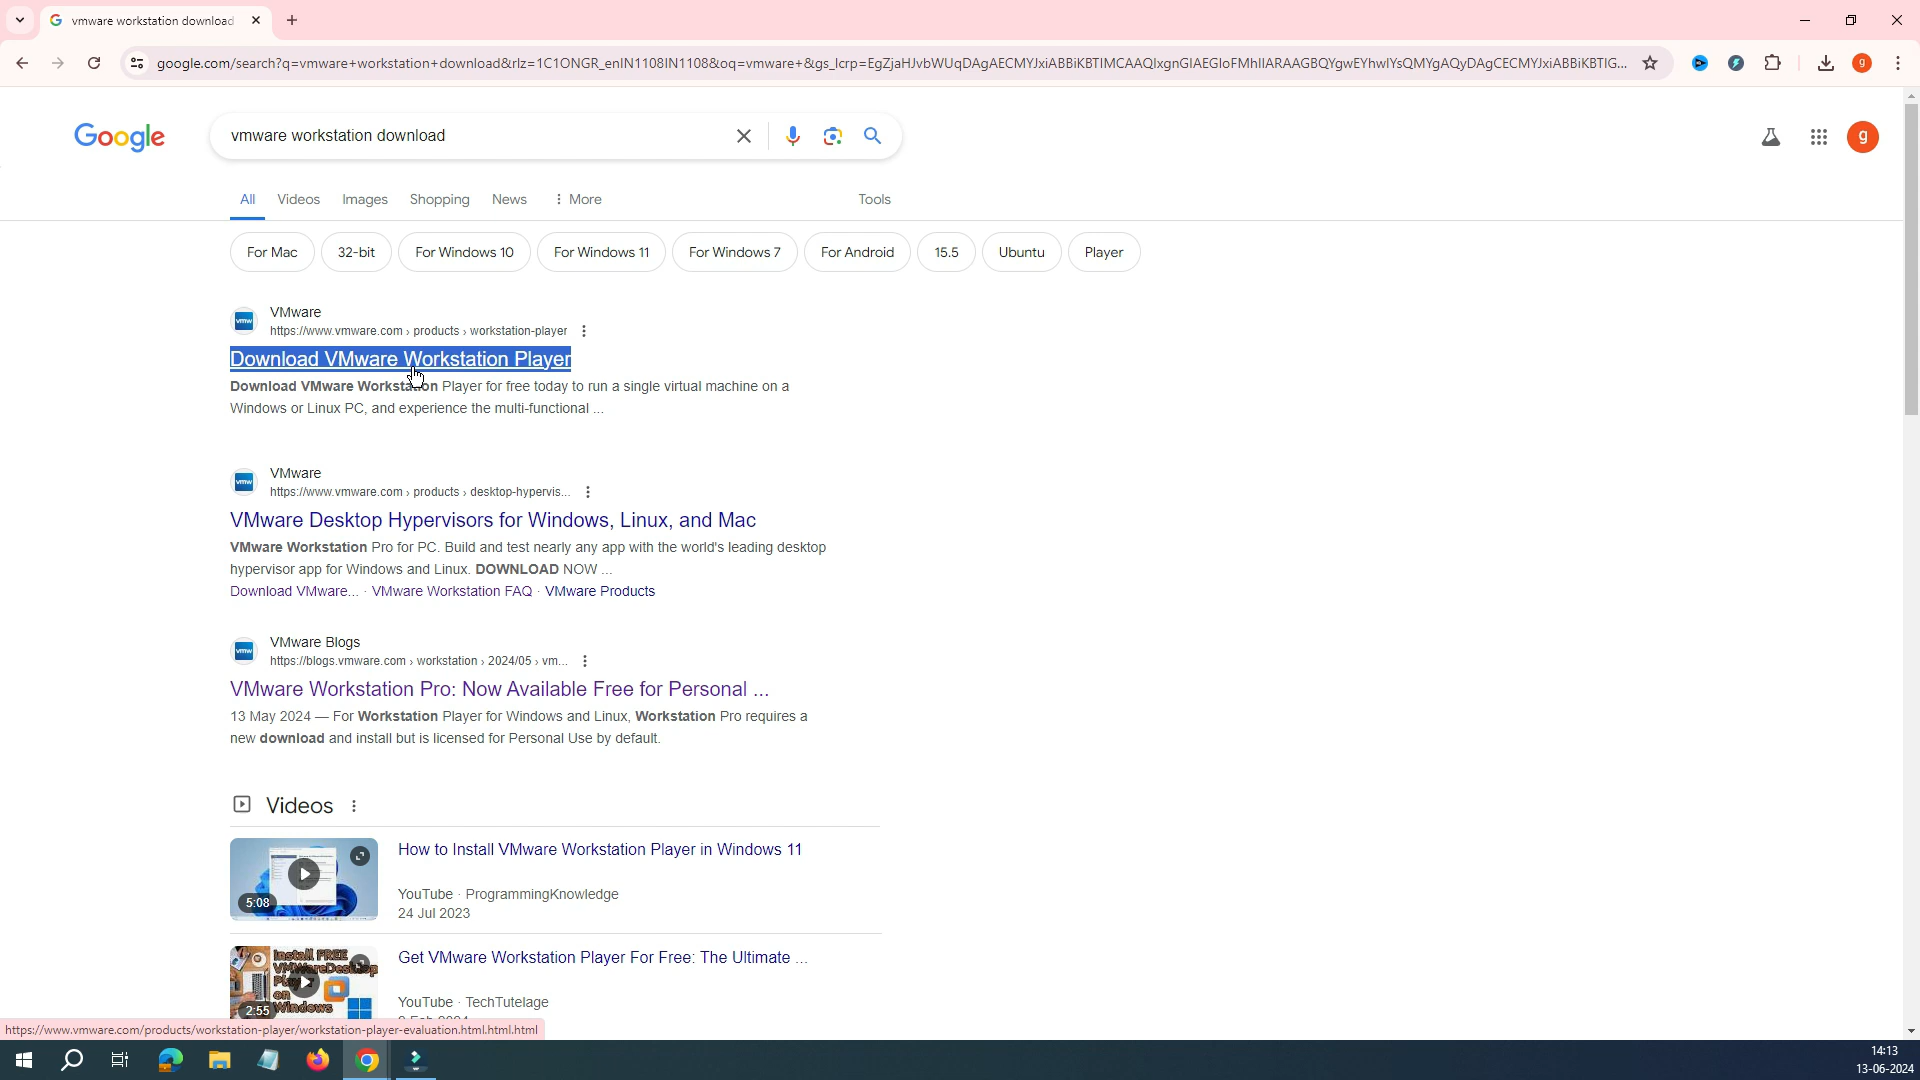 vmware workstation download
google.com/search?q=vmware+workstation+download&rlz=1C1ONGR_enIN1108IN1108&oq=vmware+&gs_lcrp=EgZjaHJvbWUqDAgAECMYJxiABBiKBTIMCAAQIxgnGIAEGIoFMhIIARAAGBQYgwEYhwIYsQMYgAQyDAgCECMYJxiABBiKBTIG...
g
Google
vmware workstation download
g
All
Videos
Images
Shopping
News
More
Tools
For Mac
32-bit
For Windows 10
For Windows 11
For Windows 7
For Android
15.5
Ubuntu
Player
vmw
VMware
https://www.vmware.com › products › workstation-player
Download VMware Workstation Player
Download VMware Workstation Player for free today to run a single virtual machine on a
Windows or Linux PC, and experience the multi-functional ...
vmw
VMware
https://www.vmware.com › products › desktop-hypervis...
VMware Desktop Hypervisors for Windows, Linux, and Mac
VMware Workstation Pro for PC. Build and test nearly any app with the world's leading desktop
hypervisor app for Windows and Linux. DOWNLOAD NOW ...
Download VMware... · VMware Workstation FAQ · VMware Products
vmw
VMware Blogs
https://blogs.vmware.com › workstation › 2024/05 › vm...
VMware Workstation Pro: Now Available Free for Personal ...
13 May 2024 — For Workstation Player for Windows and Linux, Workstation Pro requires a
new download and install but is licensed for Personal Use by default.
Videos
5:08
How to Install VMware Workstation Player in Windows 11
YouTube · ProgrammingKnowledge
24 Jul 2023
Install FREE
VMWareDesktop
Player
on
Windows
2:55
Get VMware Workstation Player For Free: The Ultimate ...
YouTube · TechTutelage
https://www.vmware.com/products/workstation-player/workstation-player-evaluation.html.html.html
14:13
13-06-2024